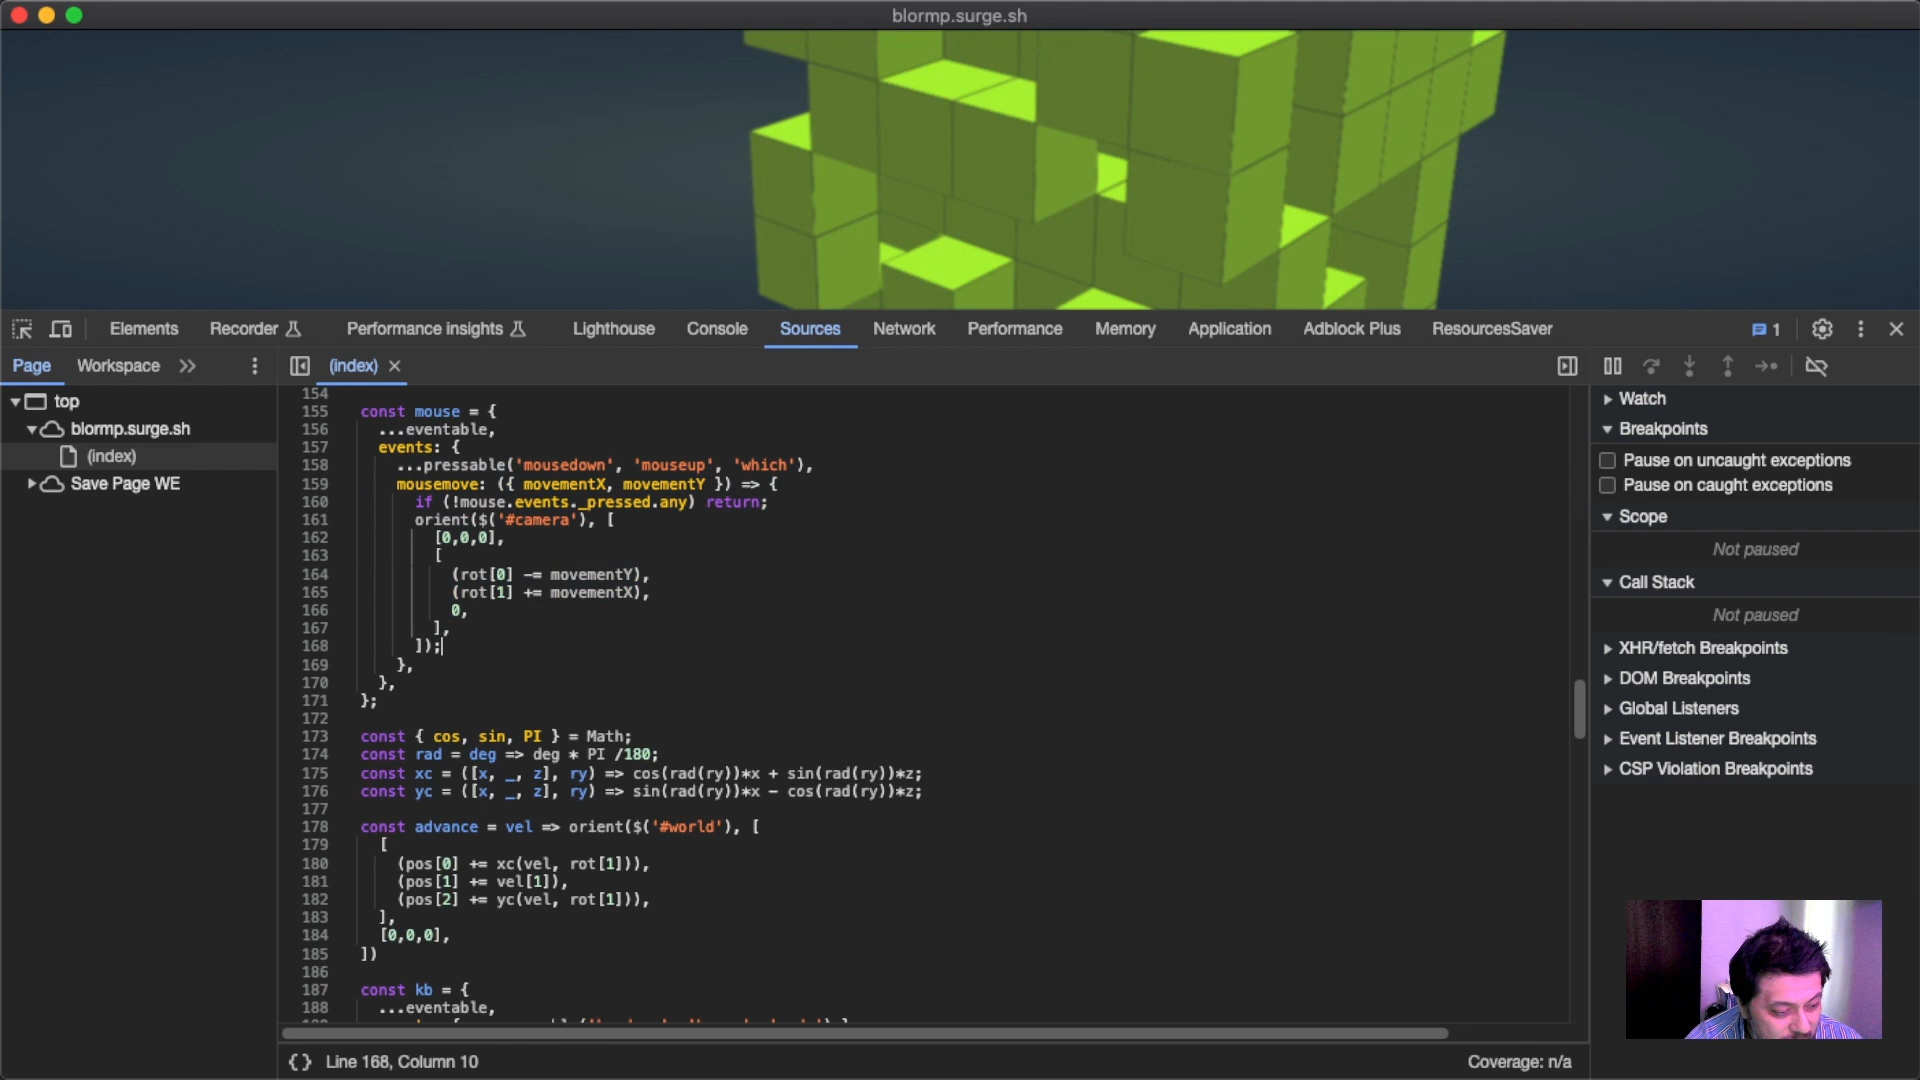 blormp.surge.sh
Elements
Recorder
Performance insights
Lighthouse
Console
Sources
Network
Performance
Memory
Application
Adblock Plus
ResourcesSaver
1
Page
Workspace
(index)
top
blormp.surge.sh
(index)
Save Page WE
154
155 const mouse = {
156 ...eventable,
157 events: {
158 ...pressable('mousedown', 'mouseup', 'which'),
159 mousemove: ({ movementX, movementY }) => {
160 if (!mouse.events._pressed.any) return;
161 orient($('#camera'), [
162 [0,0,0],
163 [
164 (rot[0] -= movementY),
165 (rot[1] += movementX),
166 0,
167 ],
168 ]);
169 },
170 },
171 };
172
173 const { cos, sin, PI } = Math;
174 const rad = deg => deg * PI /180;
175 const xc = ([x, _, z], ry) => cos(rad(ry))*x + sin(rad(ry))*z;
176 const yc = ([x, _, z], ry) => sin(rad(ry))*x - cos(rad(ry))*z;
177
178 const advance = vel => orient($('#world'), [
179 [
180 (pos[0] += xc(vel, rot[1])),
181 (pos[1] += vel[1]),
182 (pos[2] += yc(vel, rot[1])),
183 ],
184 [0,0,0],
185 ])
186
187 const kb = {
188 ...eventable,
{} Line 168, Column 10
Coverage: n/a
Watch
Breakpoints
Pause on uncaught exceptions
Pause on caught exceptions
Scope
Not paused
Call Stack
Not paused
XHR/fetch Breakpoints
DOM Breakpoints
Global Listeners
Event Listener Breakpoints
CSP Violation Breakpoints